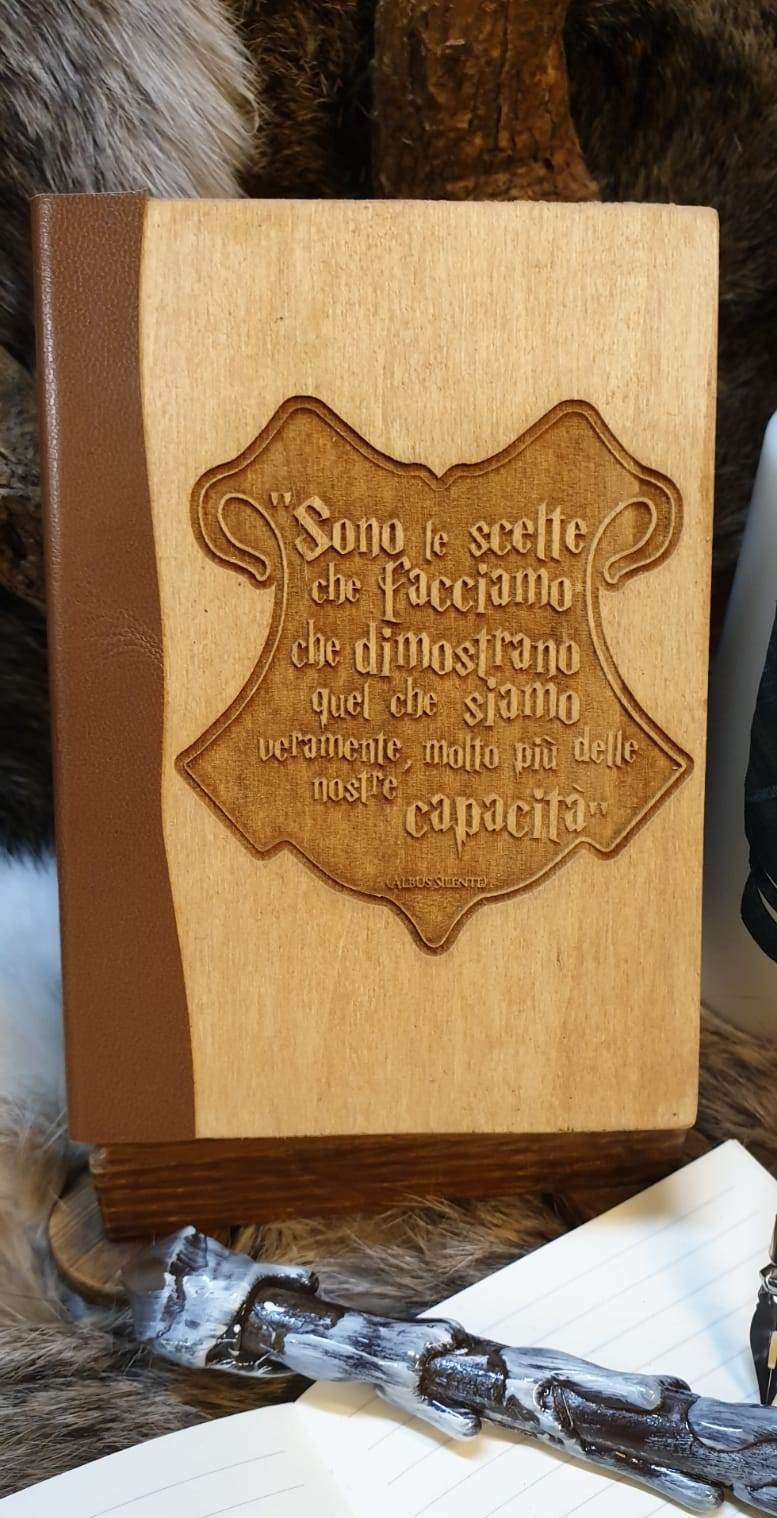 "Sono le scelte
che facciamo
che dimostrano
quel che siamo
veramente, molto più delle
nostre capacità"
(ALBUS SILENTE)